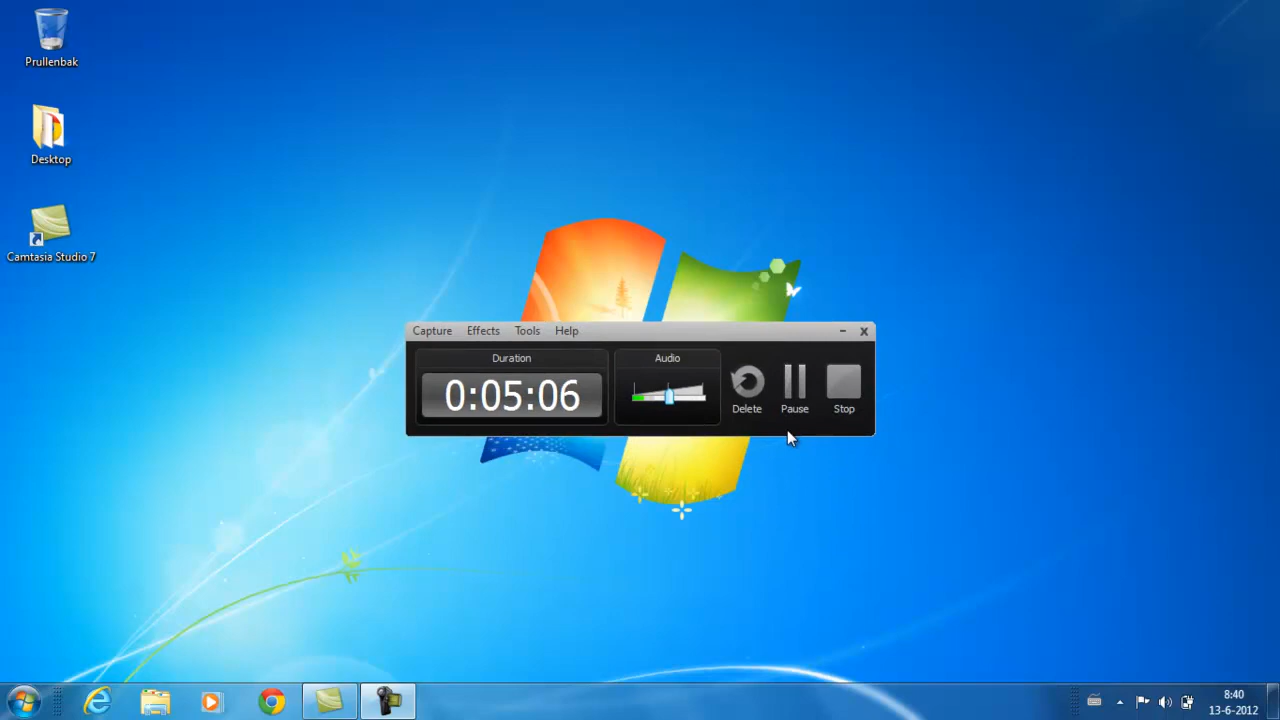 Prullenbak
Desktop
Camtasia Studio 7
Capture Effects Tools Help
Duration
0:05:06
Audio
Delete
Pause
Stop
8:40
13-6-2012